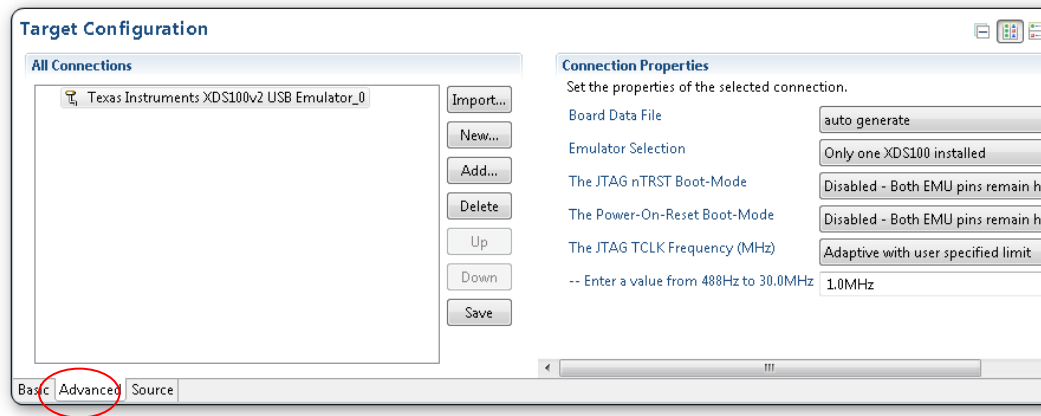 Target Configuration
All Connections
Texas Instruments XDS100v2 USB Emulator_0
Import...
New...
Add...
Delete
Up
Down
Save
Connection Properties
Set the properties of the selected connection.
Board Data File
auto generate
Emulator Selection
Only one XDS100 installed
The JTAG nTRST Boot-Mode
Disabled - Both EMU pins remain h
The Power-On-Reset Boot-Mode
Disabled - Both EMU pins remain h
The JTAG TCLK Frequency (MHz)
Adaptive with user specified limit
-- Enter a value from 488Hz to 30.0MHz
1.0MHz
Basic Advanced Source